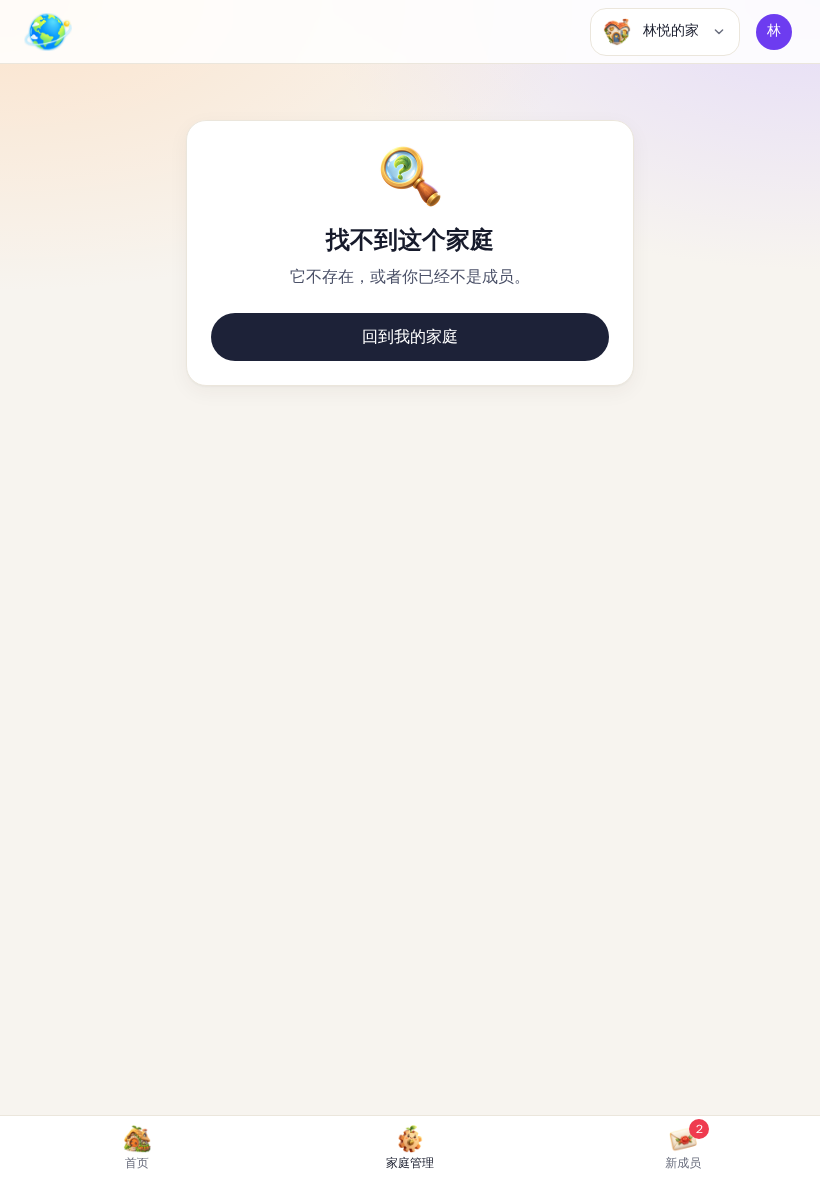 林悦的家
林
找不到这个家庭
它不存在，或者你已经不是成员。
回到我的家庭
首页
家庭管理
2
新成员